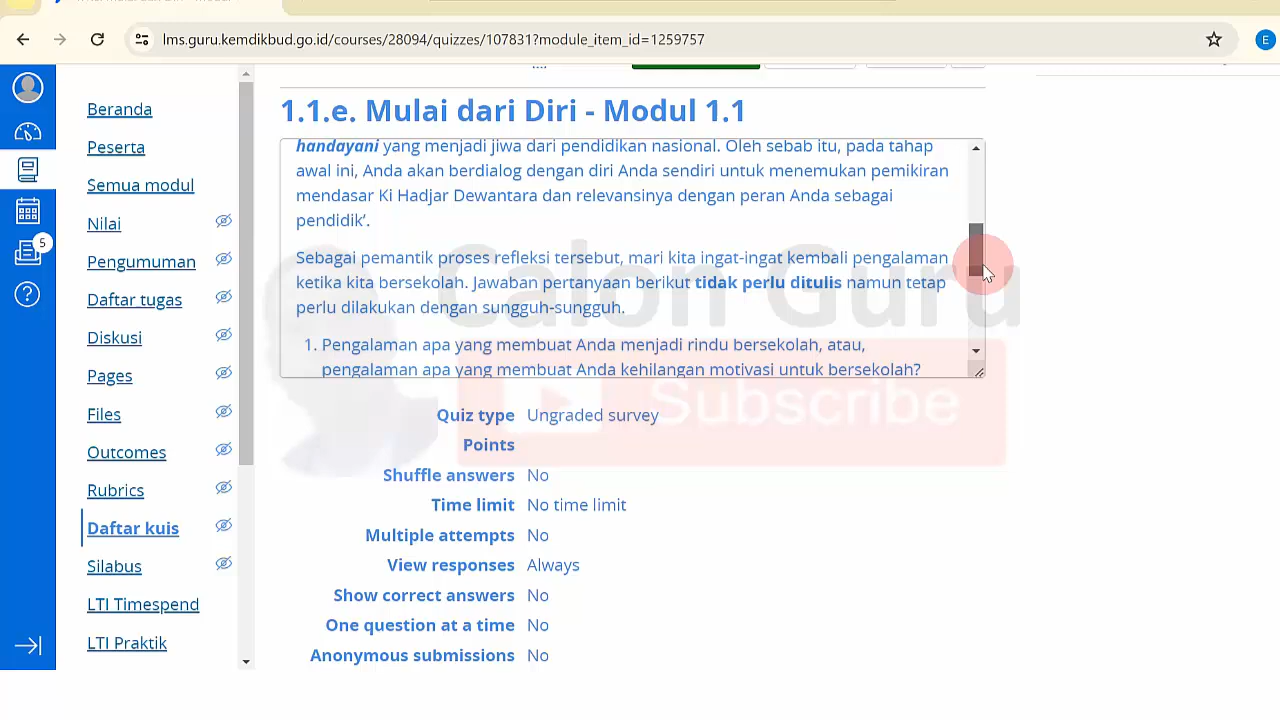 lms.guru.kemdikbud.go.id/courses/28094/quizzes/107831?module_item_id=1259757
E
5
Beranda
Peserta
Semua modul
Nilai
Pengumuman
Daftar tugas
Diskusi
Pages
Files
Outcomes
Rubrics
Daftar kuis
Silabus
LTI Timespend
LTI Praktik
1.1.e. Mulai dari Diri - Modul 1.1
handayani yang menjadi jiwa dari pendidikan nasional. Oleh sebab itu, pada tahap
awal ini, Anda akan berdialog dengan diri Anda sendiri untuk menemukan pemikiran
mendasar Ki Hadjar Dewantara dan relevansinya dengan peran Anda sebagai
pendidik’.
Sebagai pemantik proses refleksi tersebut, mari kita ingat-ingat kembali pengalaman
ketika kita bersekolah. Jawaban pertanyaan berikut tidak perlu ditulis namun tetap
perlu dilakukan dengan sungguh-sungguh.
1. Pengalaman apa yang membuat Anda menjadi rindu bersekolah, atau,
pengalaman apa yang membuat Anda kehilangan motivasi untuk bersekolah?
Calon Guru
Subscribe
Quiz type Ungraded survey
Points
Shuffle answers No
Time limit No time limit
Multiple attempts No
View responses Always
Show correct answers No
One question at a time No
Anonymous submissions No